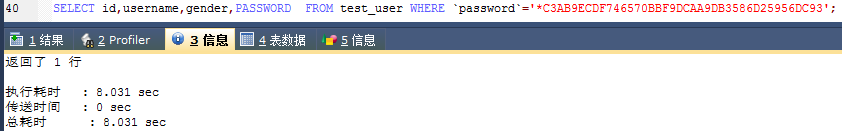 40 SELECT id,username,gender,PASSWORD  FROM test_user WHERE `password`='*C3AB9ECDF746570BBF9DCAA9DB3586D25956DC93';
1 结果 2 Profiler 3 信息 4 表数据 5 信息
返回了 1 行
执行耗时   : 8.031 sec
传送时间   : 0 sec
总耗时      : 8.031 sec